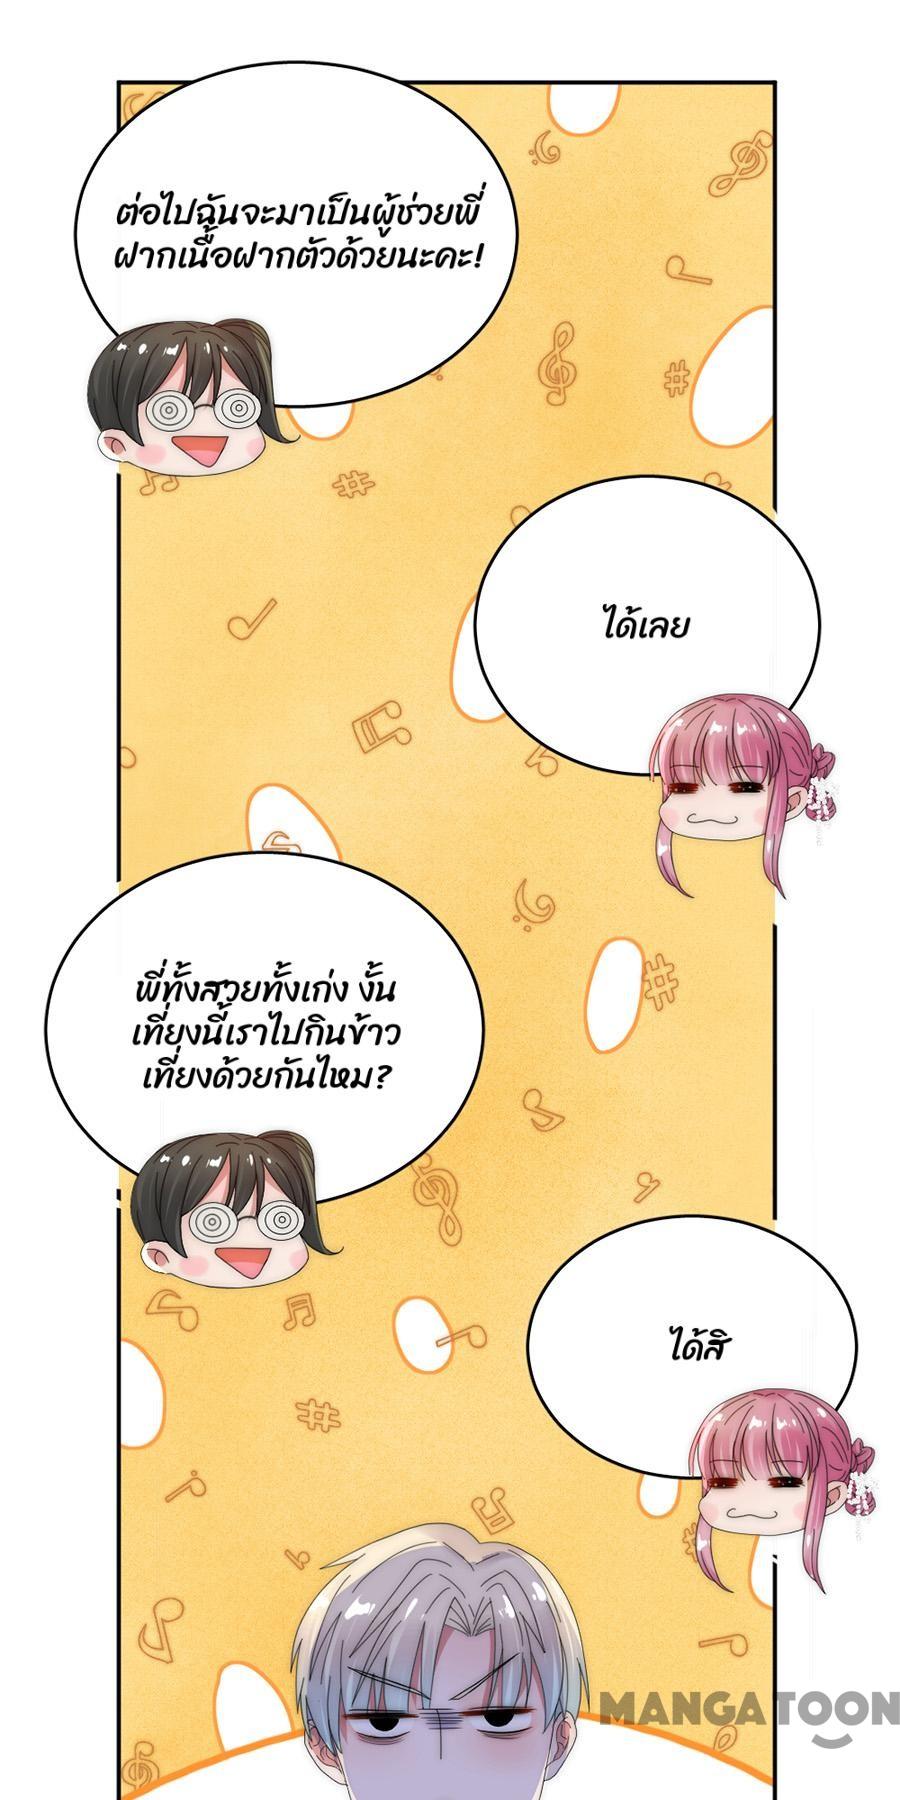 ต่อไปฉันจะมาเป็นผู้ช่วยพี่
ฝากเนื้อฝากตัวด้วยนะคะ!
ได้เลย
พี่ทั้งสวยทั้งเก่ง งั้น
เที่ยงนี้เราไปกินข้าว
เที่ยงด้วยกันไหม?
ได้สิ
MANGATOON